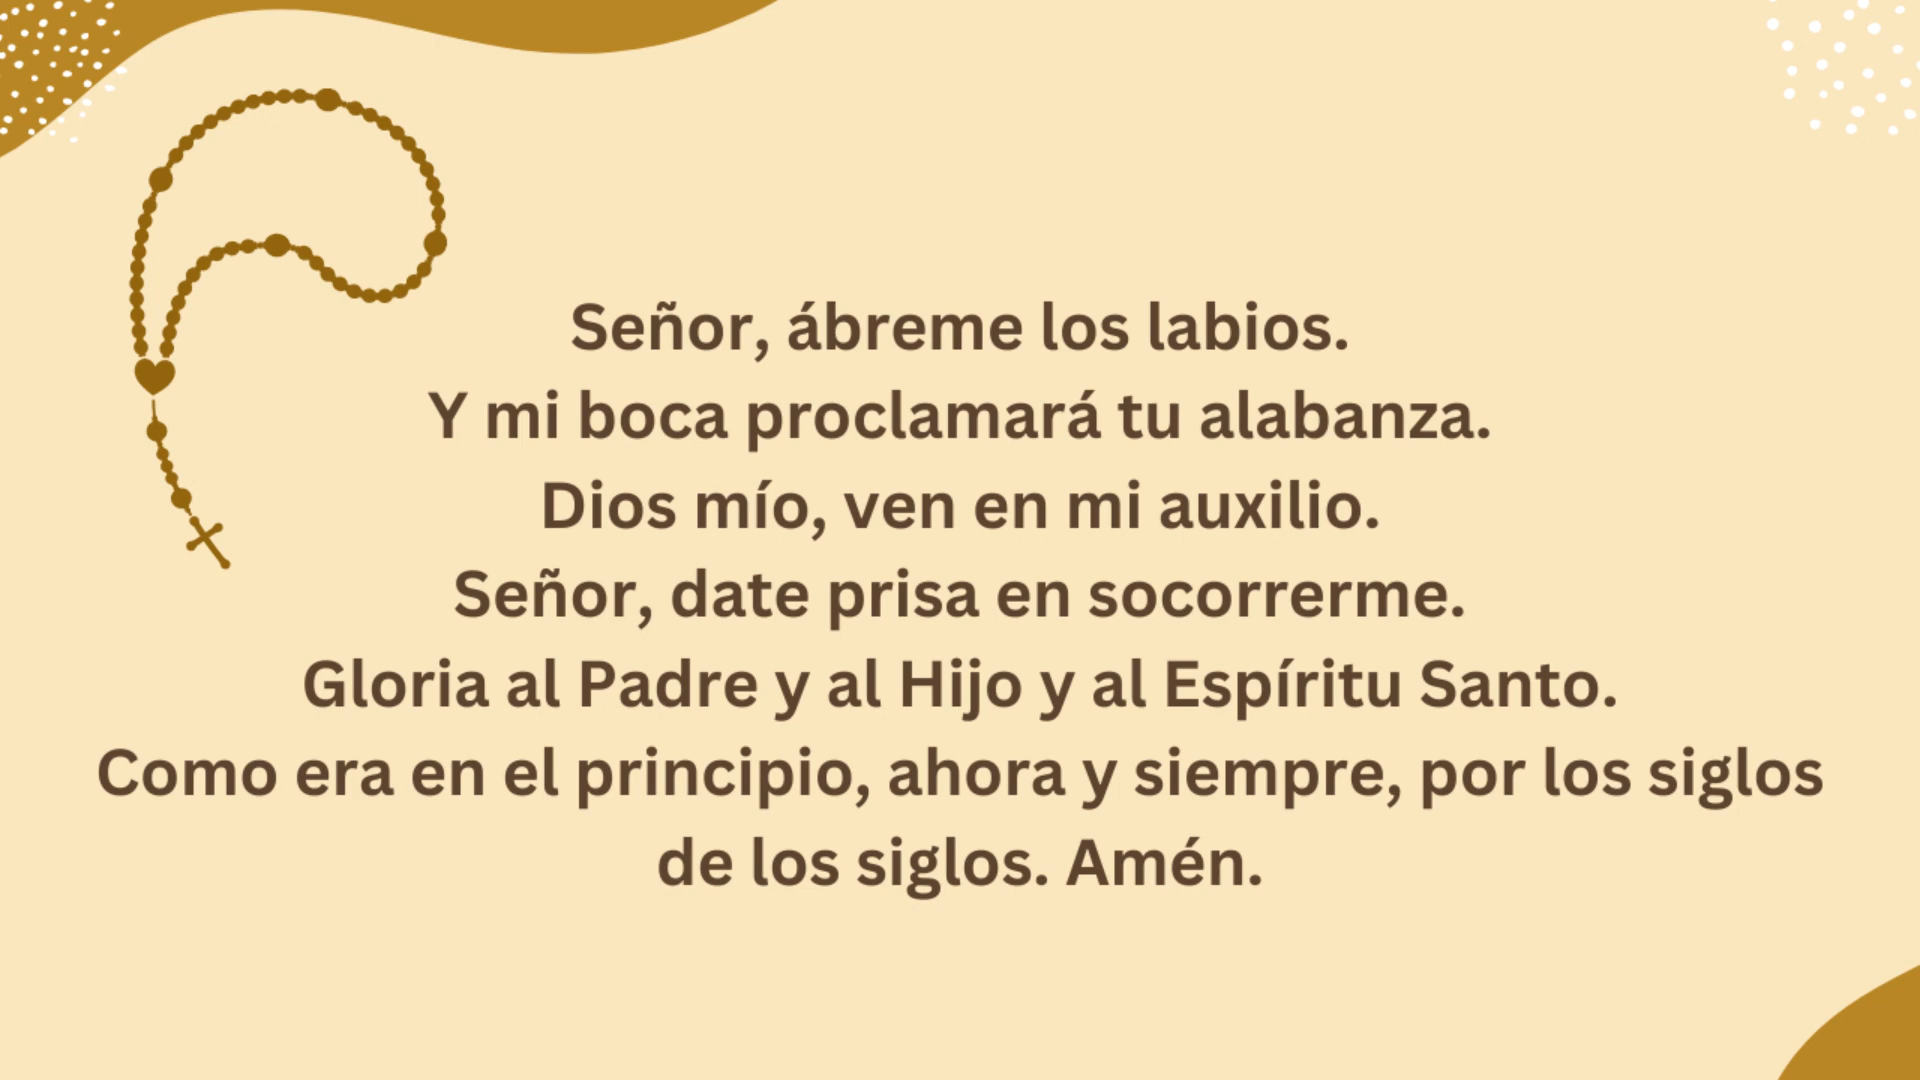 Señor, ábreme los labios.
Y mi boca proclamará tu alabanza.
Dios mío, ven en mi auxilio.
Señor, date prisa en socorrerme.
Gloria al Padre y al Hijo y al Espíritu Santo.
Como era en el principio, ahora y siempre, por los siglos
de los siglos. Amén.